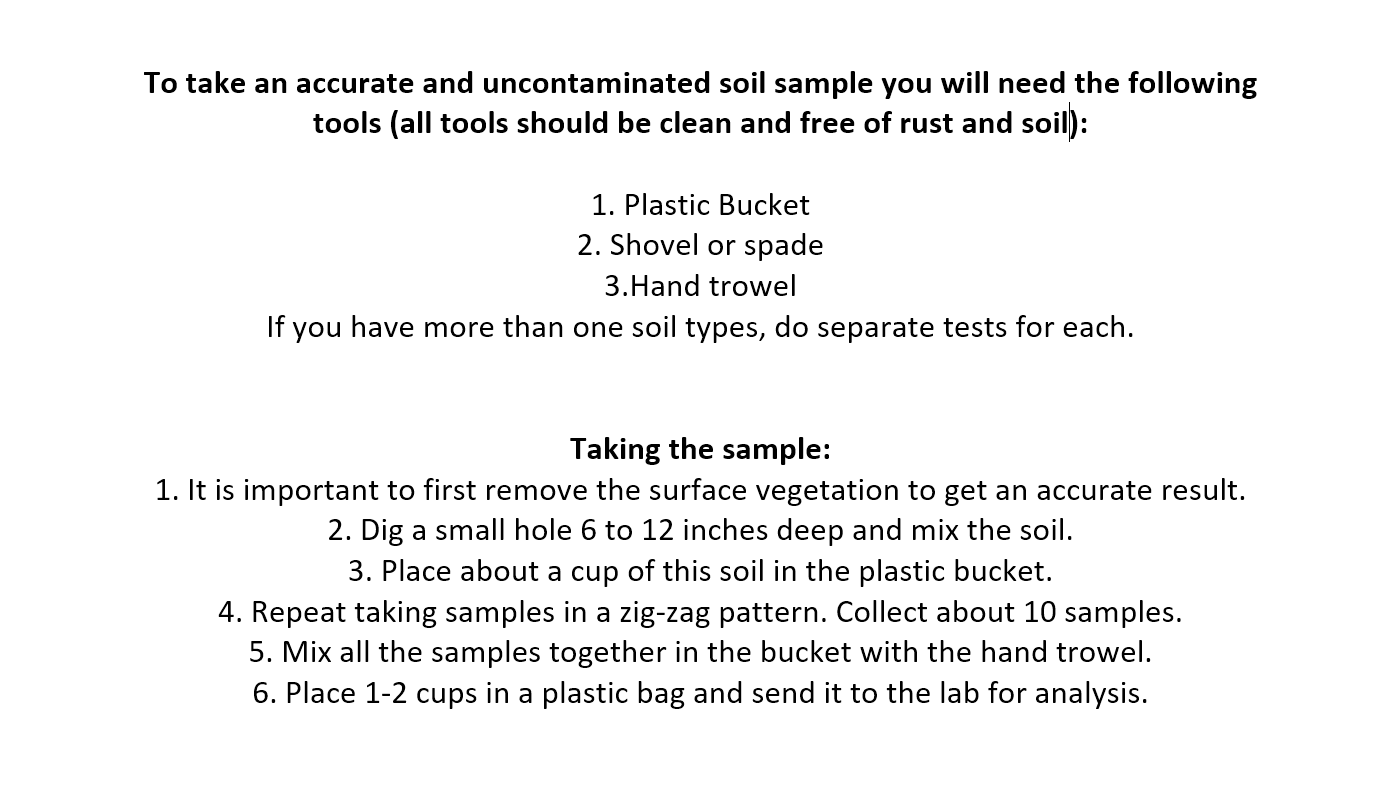 To take an accurate and uncontaminated soil sample you will need the following
tools (all tools should be clean and free of rust and soil):
1. Plastic Bucket
2. Shovel or spade
3.Hand trowel
If you have more than one soil types, do separate tests for each.
Taking the sample:
1. It is important to first remove the surface vegetation to get an accurate result.
2. Dig a small hole 6 to 12 inches deep and mix the soil.
3. Place about a cup of this soil in the plastic bucket.
4. Repeat taking samples in a zig-zag pattern. Collect about 10 samples.
5. Mix all the samples together in the bucket with the hand trowel.
6. Place 1-2 cups in a plastic bag and send it to the lab for analysis.